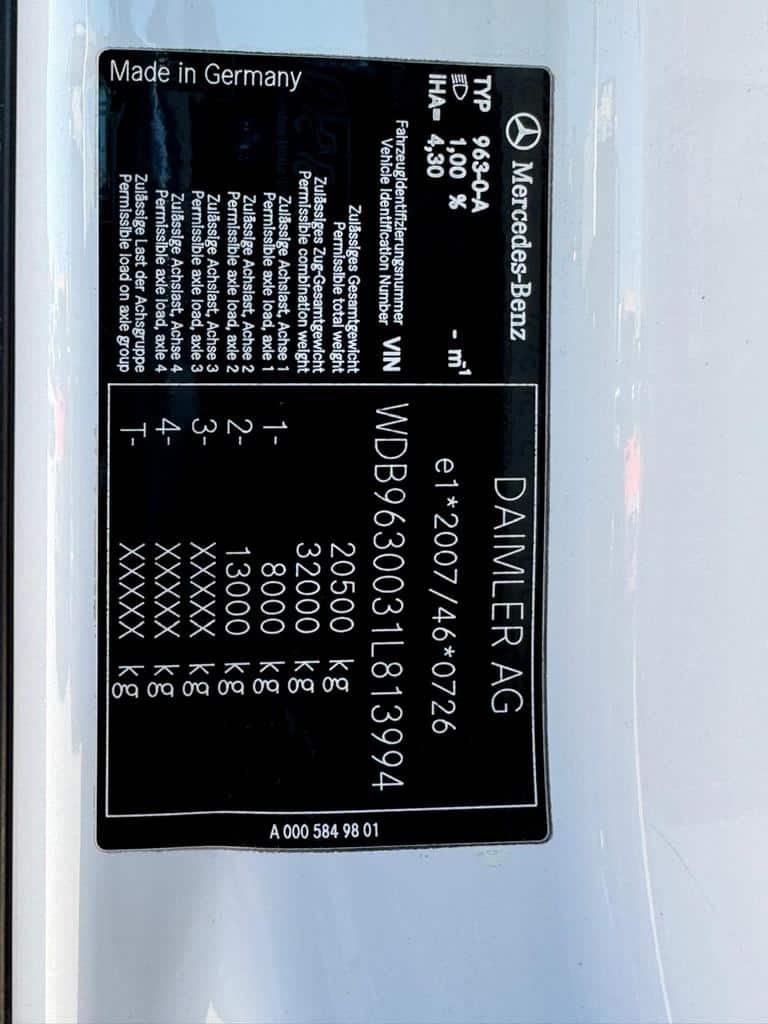 Made in Germany
Mercedes-Benz
TYP 963-0-A
1,00 % - m⁻¹
IHA= 4,30
DAIMLER AG
e1*2007/46*0726
Fahrzeugidentifizierungsnummer
Vehicle Identification Number VIN WDB9630031L813994
Zulässiges Gesamtgewicht
Permissible total weight 20500 kg
Zulässiges Zug-Gesamtgewicht
Permissible combination weight 32000 kg
Zulässige Achslast, Achse 1
Permissible axle load, axle 1 1- 8000 kg
Zulässige Achslast, Achse 2
Permissible axle load, axle 2 2- 13000 kg
Zulässige Achslast, Achse 3
Permissible axle load, axle 3 3- XXXXX kg
Zulässige Achslast, Achse 4
Permissible axle load, axle 4 4- XXXXX kg
Zulässige Last der Achsgruppe
Permissible load on axle group T- XXXXX kg
A 000 584 98 01